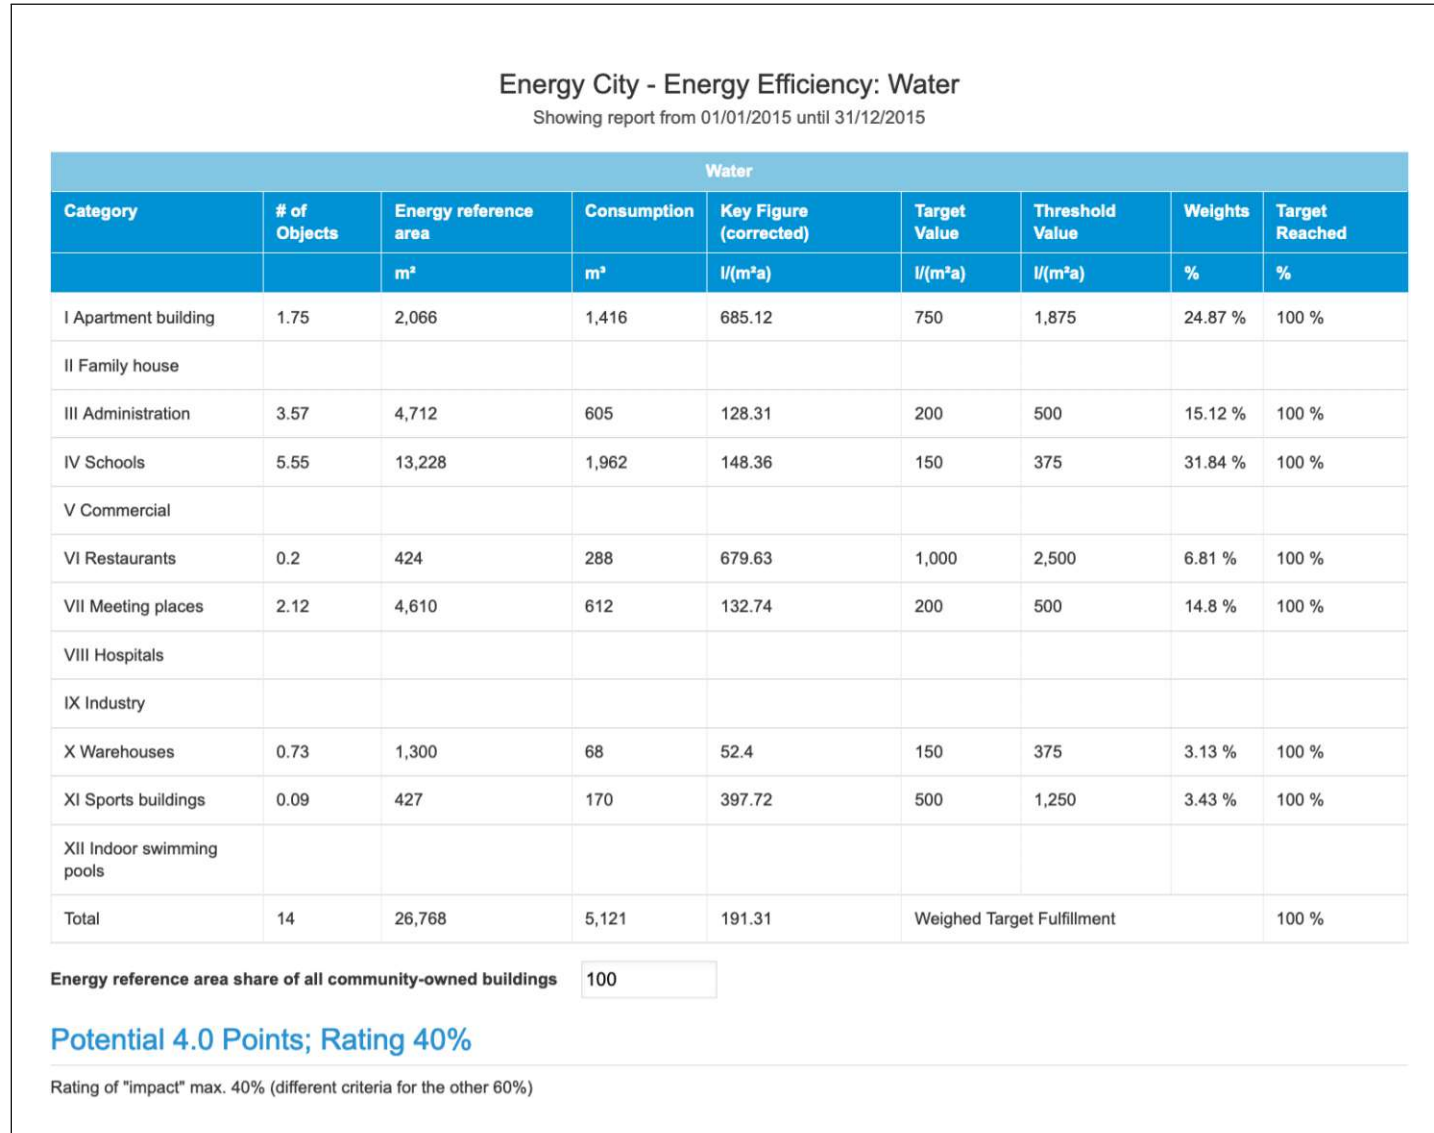 Energy City - Energy Efficiency: Water
Showing report from 01/01/2015 until 31/12/2015
Water
Category # of Objects Energy reference area Consumption Key Figure (corrected) Target Value Threshold Value Weights Target Reached
m² m³ l/(m²a) l/(m²a) l/(m²a) % %
I Apartment building 1.75 2,066 1,416 685.12 750 1,875 24.87 % 100 %
II Family house
III Administration 3.57 4,712 605 128.31 200 500 15.12 % 100 %
IV Schools 5.55 13,228 1,962 148.36 150 375 31.84 % 100 %
V Commercial
VI Restaurants 0.2 424 288 679.63 1,000 2,500 6.81 % 100 %
VII Meeting places 2.12 4,610 612 132.74 200 500 14.8 % 100 %
VIII Hospitals
IX Industry
X Warehouses 0.73 1,300 68 52.4 150 375 3.13 % 100 %
XI Sports buildings 0.09 427 170 397.72 500 1,250 3.43 % 100 %
XII Indoor swimming
pools
Total 14 26,768 5,121 191.31 Weighed Target Fulfillment 100 %
Energy reference area share of all community-owned buildings 100
Potential 4.0 Points; Rating 40%
Rating of "impact" max. 40% (different criteria for the other 60%)